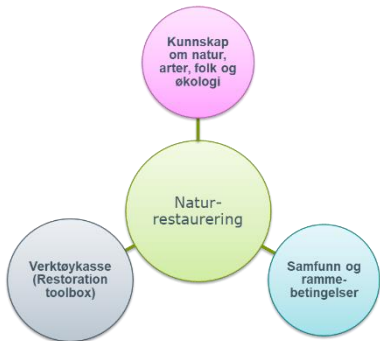 Kunnskap
om natur,
arter, folk og
økologi
Natur-
restaurering
Verktøykasse
(Restoration
toolbox)
Samfunn og
ramme-
betingelser